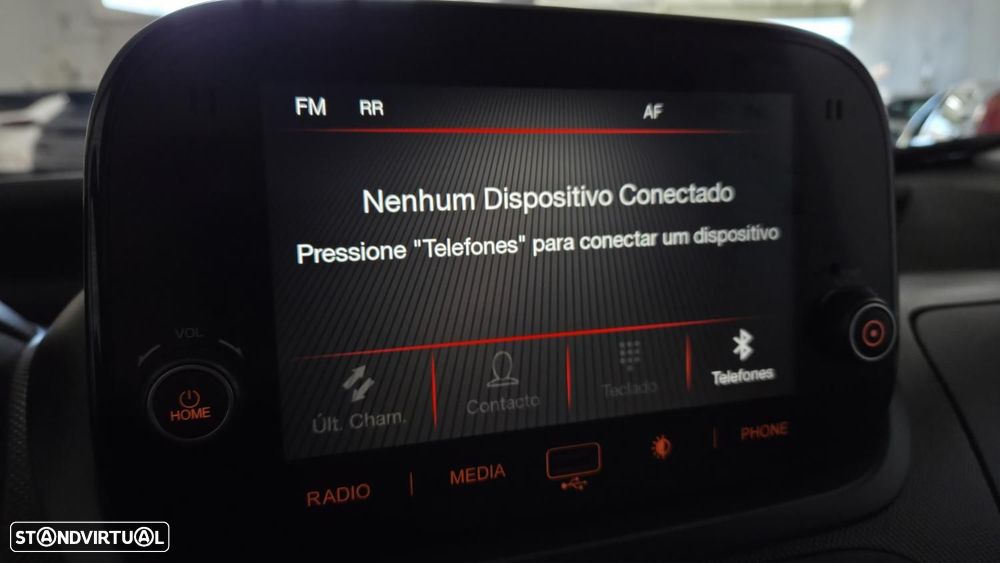 FM RR AF
Nenhum Dispositivo Conectado
Pressione "Telefones" para conectar um dispositivo
VOL
Últ. Cham. Contacto Teclado Telefones
HOME
RADIO MEDIA PHONE
STANDVIRTUAL